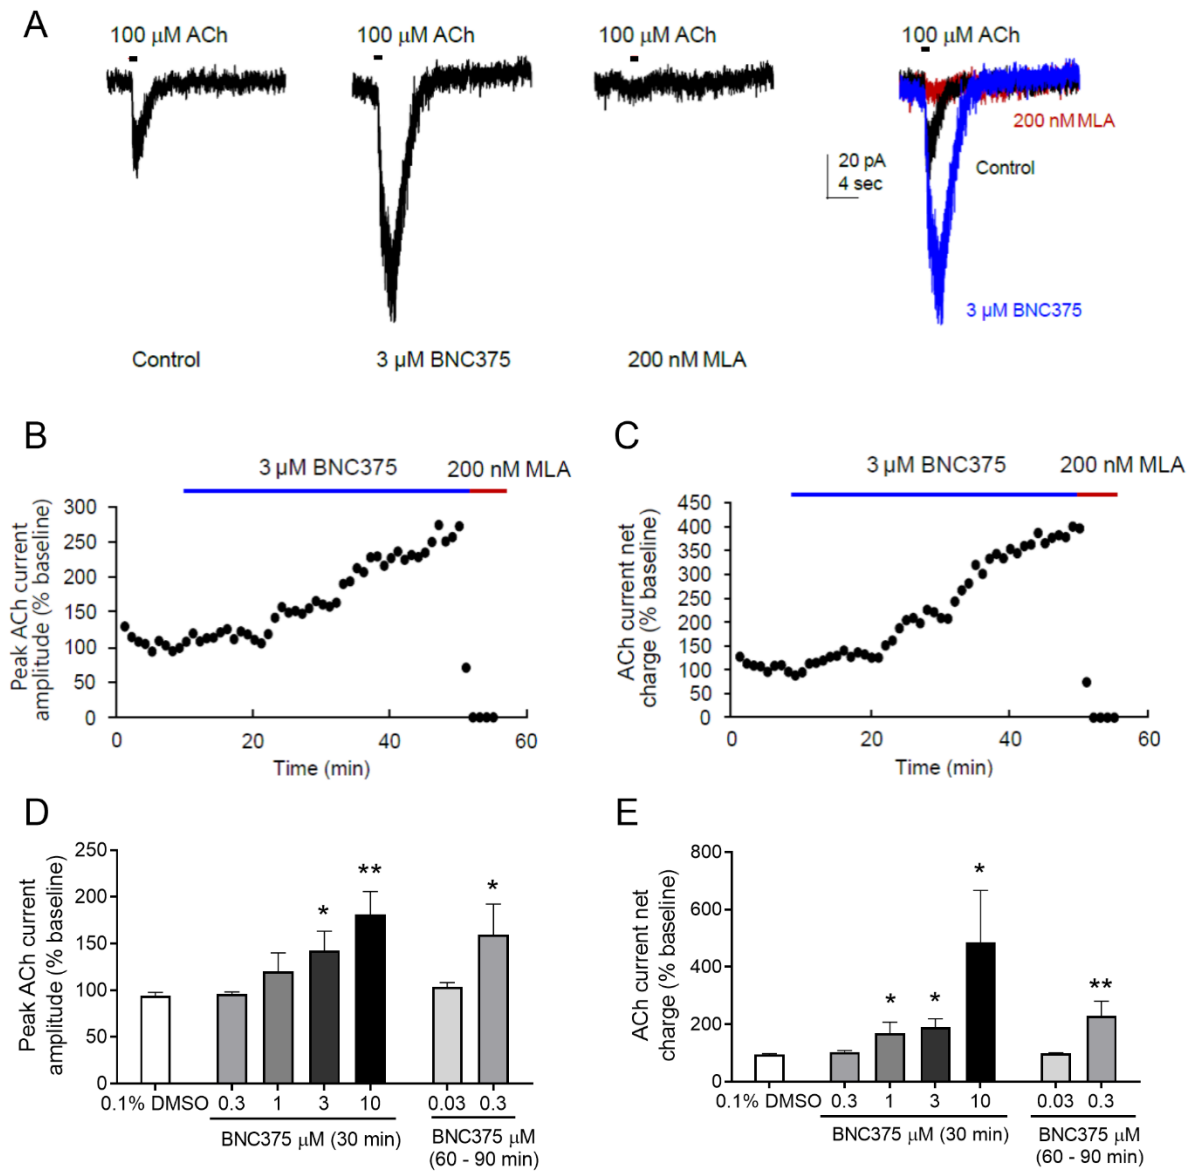 A
100 µM ACh
100 µM ACh
100 µM ACh
100 µM ACh
200 nM MLA
20 pA
4 sec
Control
3 µM BNC375
Control
3 µM BNC375
200 nM MLA
B
3 µM BNC375
200 nM MLA
Peak ACh current
amplitude (% baseline)
300
250
200
150
100
50
0
0
20
40
60
Time (min)
C
3 µM BNC375
200 nM MLA
ACh current net
charge (% baseline)
450
400
350
300
250
200
150
100
50
0
0
20
40
60
Time (min)
D
Peak ACh current
amplitude (% baseline)
250
200
150
100
50
0
*
**
*
0.1% DMSO
0.3
1
3
10
0.03
0.3
BNC375 µM (30 min)
BNC375 µM
(60 - 90 min)
E
ACh current net
charge (% baseline)
800
600
400
200
0
*
*
*
**
0.1% DMSO
0.3
1
3
10
0.03
0.3
BNC375 µM (30 min)
BNC375 µM
(60 - 90 min)